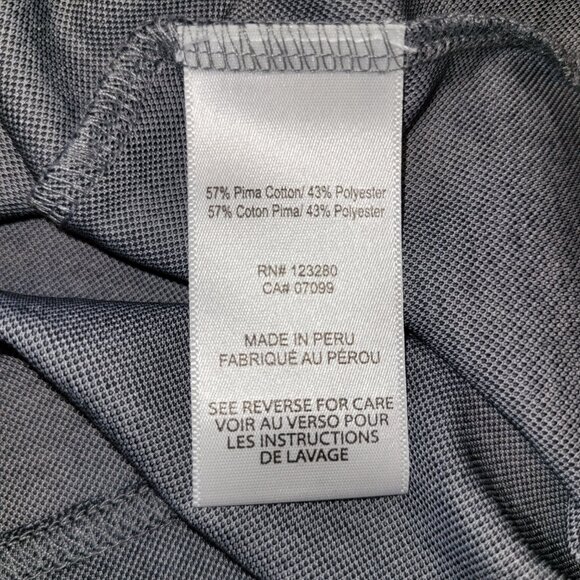 57% Pima Cotton/ 43% Polyester
57% Coton Pima/ 43% Polyester
RN# 123280
CA# 07099
MADE IN PERU
FABRIQUÉ AU PÉROU
SEE REVERSE FOR CARE
VOIR AU VERSO POUR
LES INSTRUCTIONS
DE LAVAGE